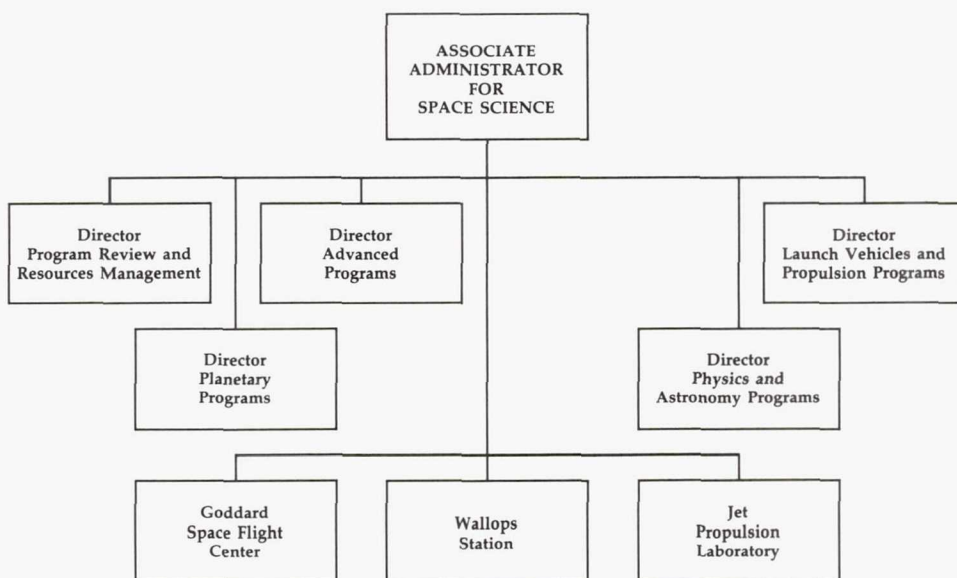 ASSOCIATE
ADMINISTRATOR
FOR
SPACE SCIENCE
Director
Program Review and
Resources Management
Director
Advanced
Programs
Director
Launch Vehicles and
Propulsion Programs
Director
Planetary
Programs
Director
Physics and
Astronomy Programs
Goddard
Space Flight
Center
Wallops
Station
Jet
Propulsion
Laboratory